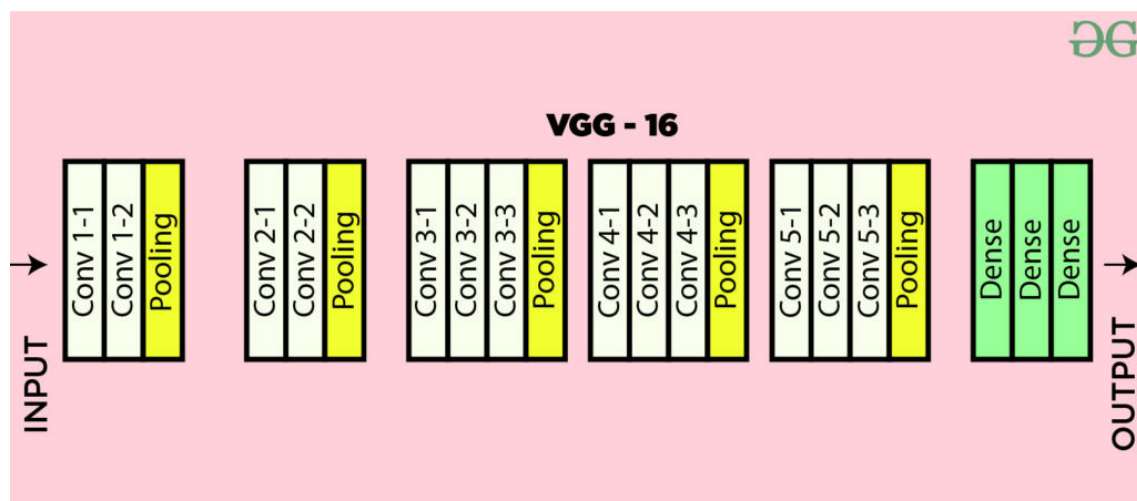 VGG - 16
INPUT
Conv 1-1
Conv 1-2
Pooling
Conv 2-1
Conv 2-2
Pooling
Conv 3-1
Conv 3-2
Conv 3-3
Pooling
Conv 4-1
Conv 4-2
Conv 4-3
Pooling
Conv 5-1
Conv 5-2
Conv 5-3
Pooling
Dense
Dense
Dense
OUTPUT